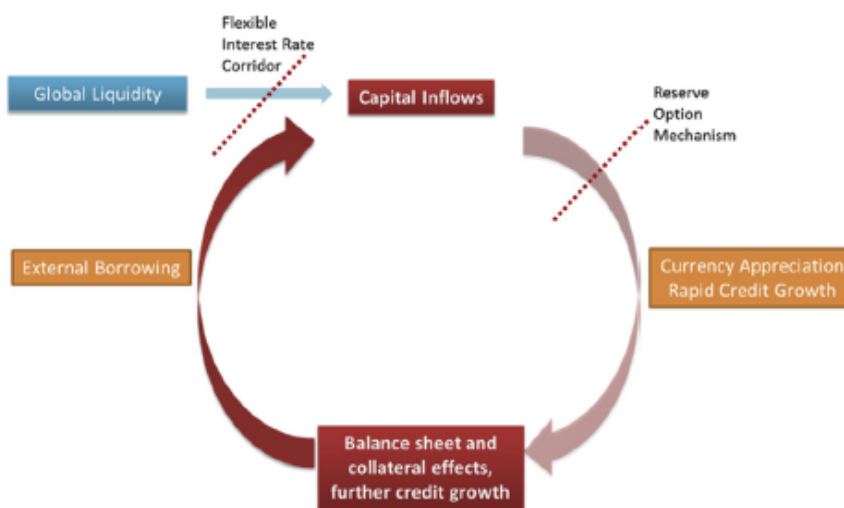 Flexible
Interest Rate
Corridor
Global Liquidity
Capital Inflows
Reserve
Option
Mechanism
External Borrowing
Currency Appreciation
Rapid Credit Growth
Balance sheet and
collateral effects,
further credit growth